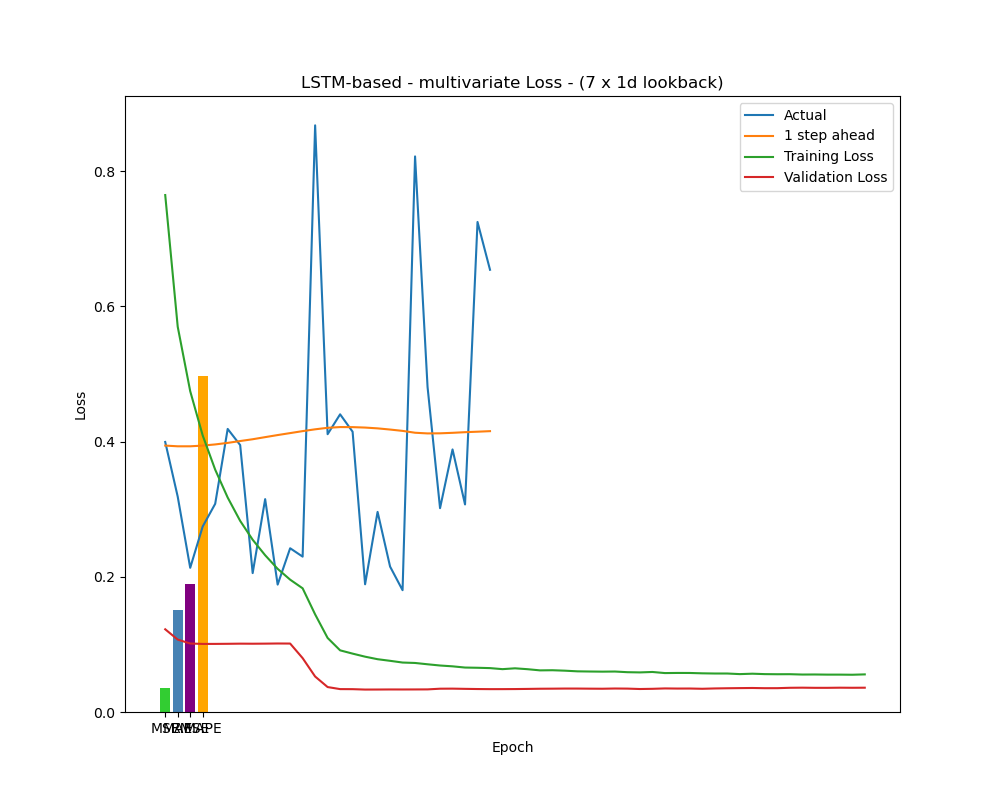 LSTM-based - multivariate Loss - (7 x 1d lookback)
Actual
1 step ahead
Training Loss
Validation Loss
Loss
0.8
0.6
0.4
0.2
0.0
Epoch